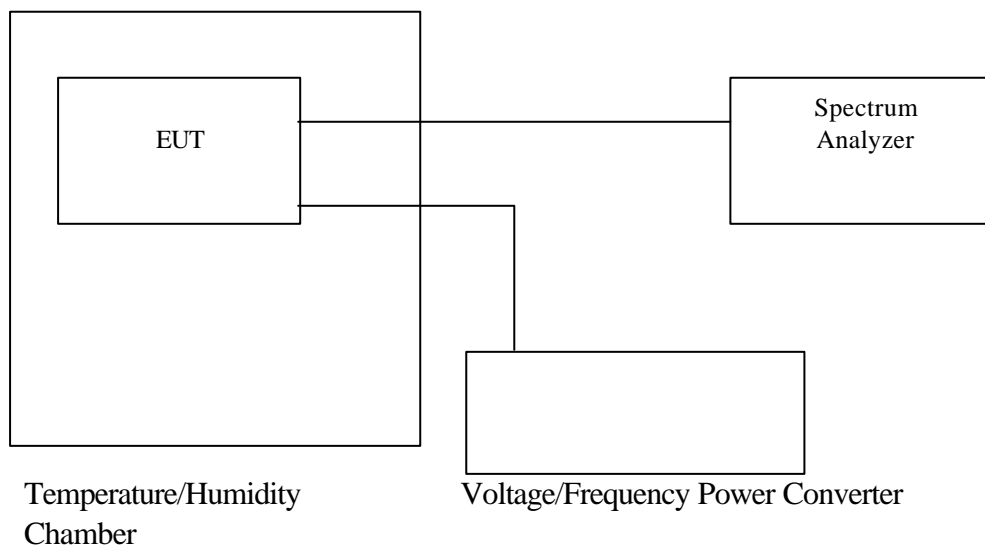 EUT
Spectrum
Analyzer
Temperature/Humidity
Chamber
Voltage/Frequency Power Converter